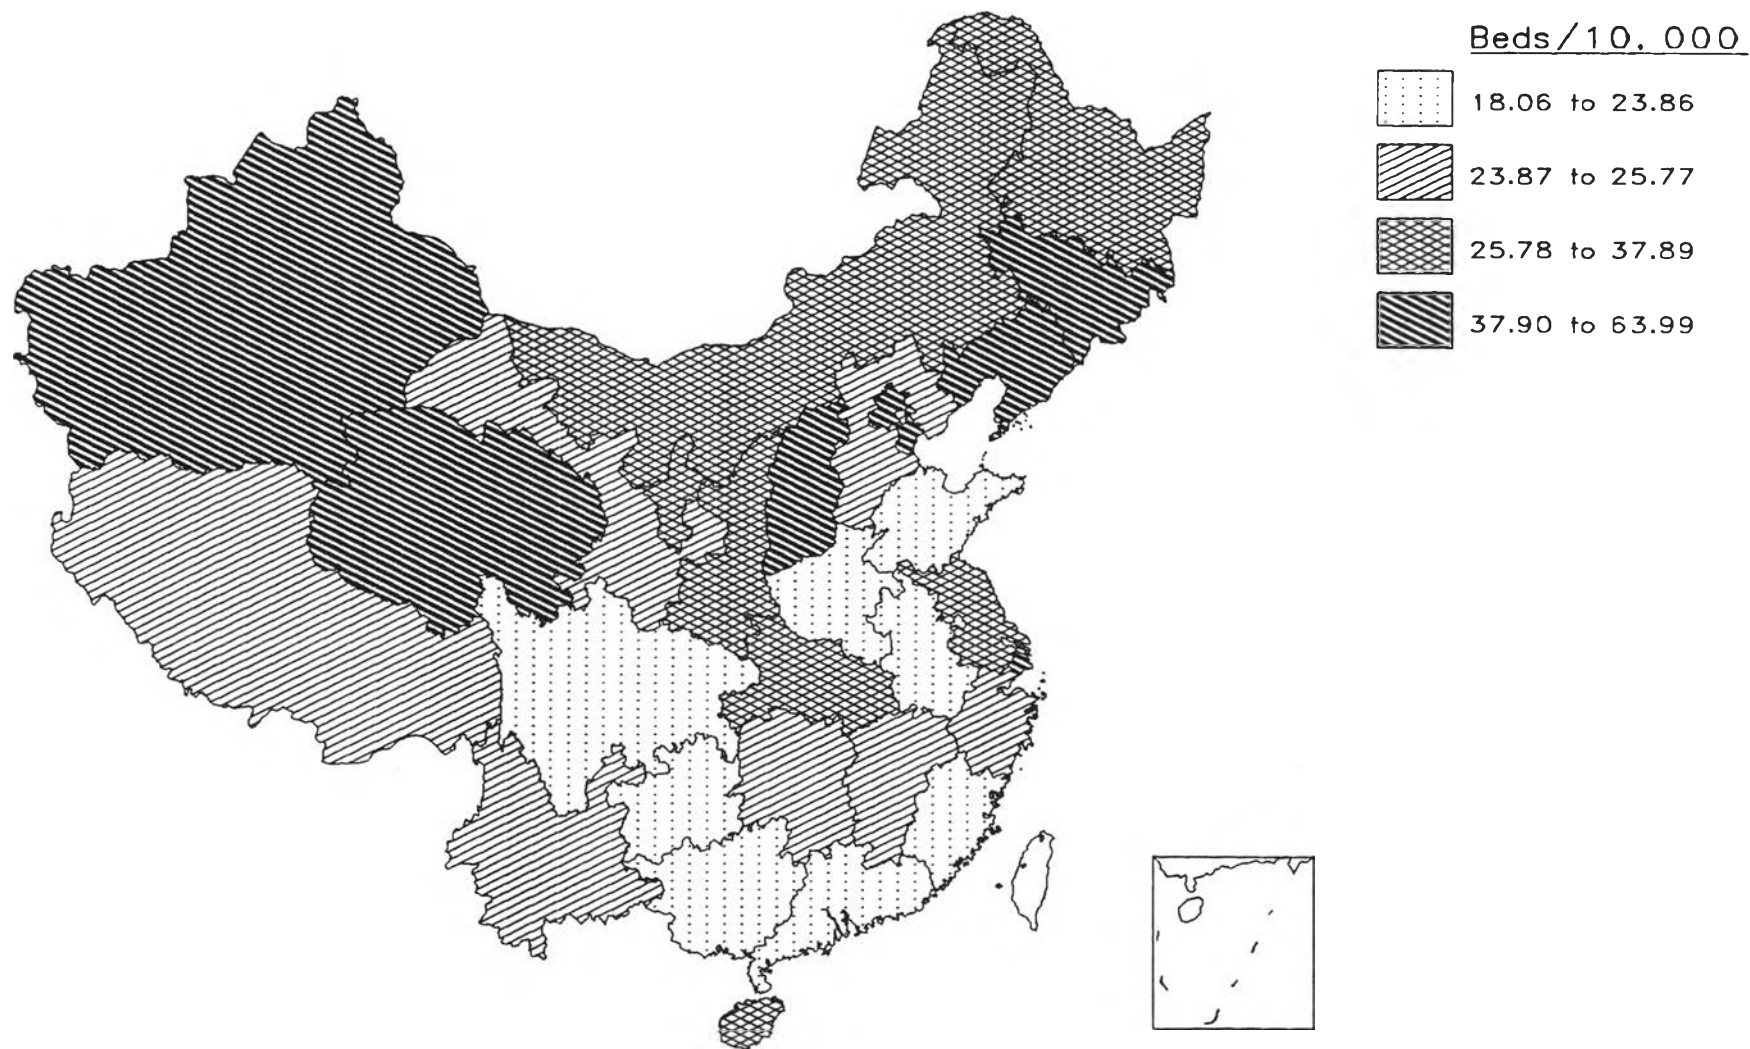 Beds/10.000
18.06 to 23.86
23.87 to 25.77
25.78 to 37.89
37.90 to 63.99